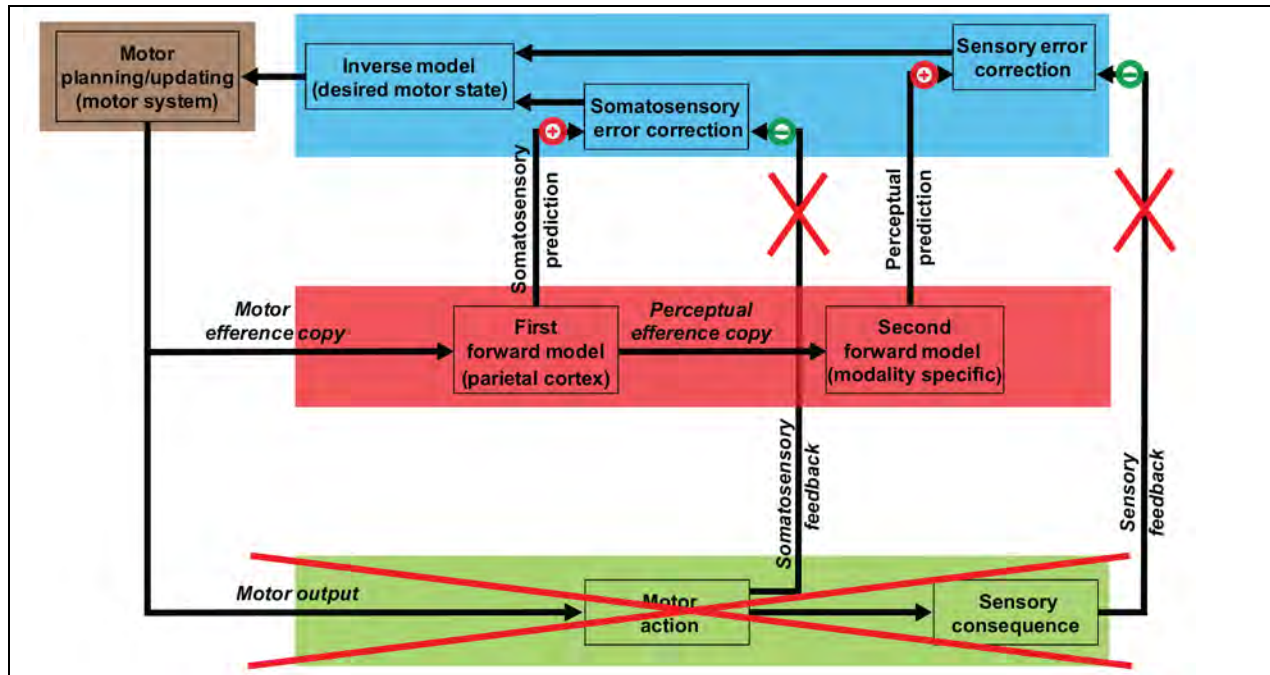 Motor
planning/updating
(motor system)
Inverse model
(desired motor state)
Somatosensory
error correction
Sensory error
correction
+
−
+
−
Somatosensory
prediction
Perceptual
prediction
Motor
efference copy
First
forward model
(parietal cortex)
Perceptual
efference copy
Second
forward model
(modality specific)
Somatosensory
feedback
Sensory
feedback
Motor output
Motor
action
Sensory
consequence